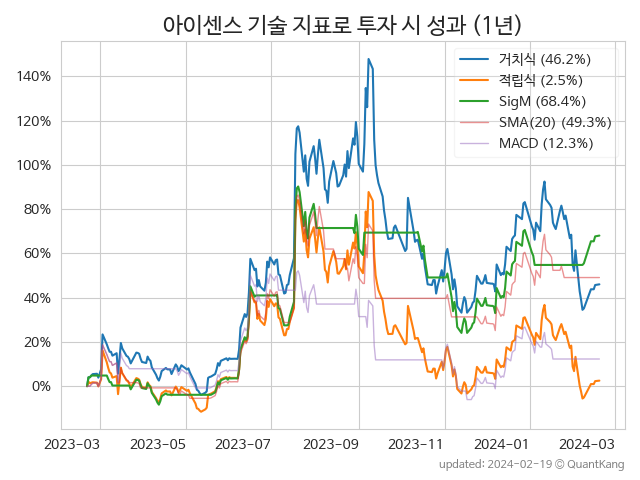 아이센스 기술 지표로 투자 시 성과 (1년)
거치식 (46.2%)
적립식 (2.5%)
SigM (68.4%)
SMA(20) (49.3%)
MACD (12.3%)
140%
120%
100%
80%
60%
40%
20%
0%
2023-03 2023-05 2023-07 2023-09 2023-11 2024-01 2024-03
updated: 2024-02-19 © QuantKang